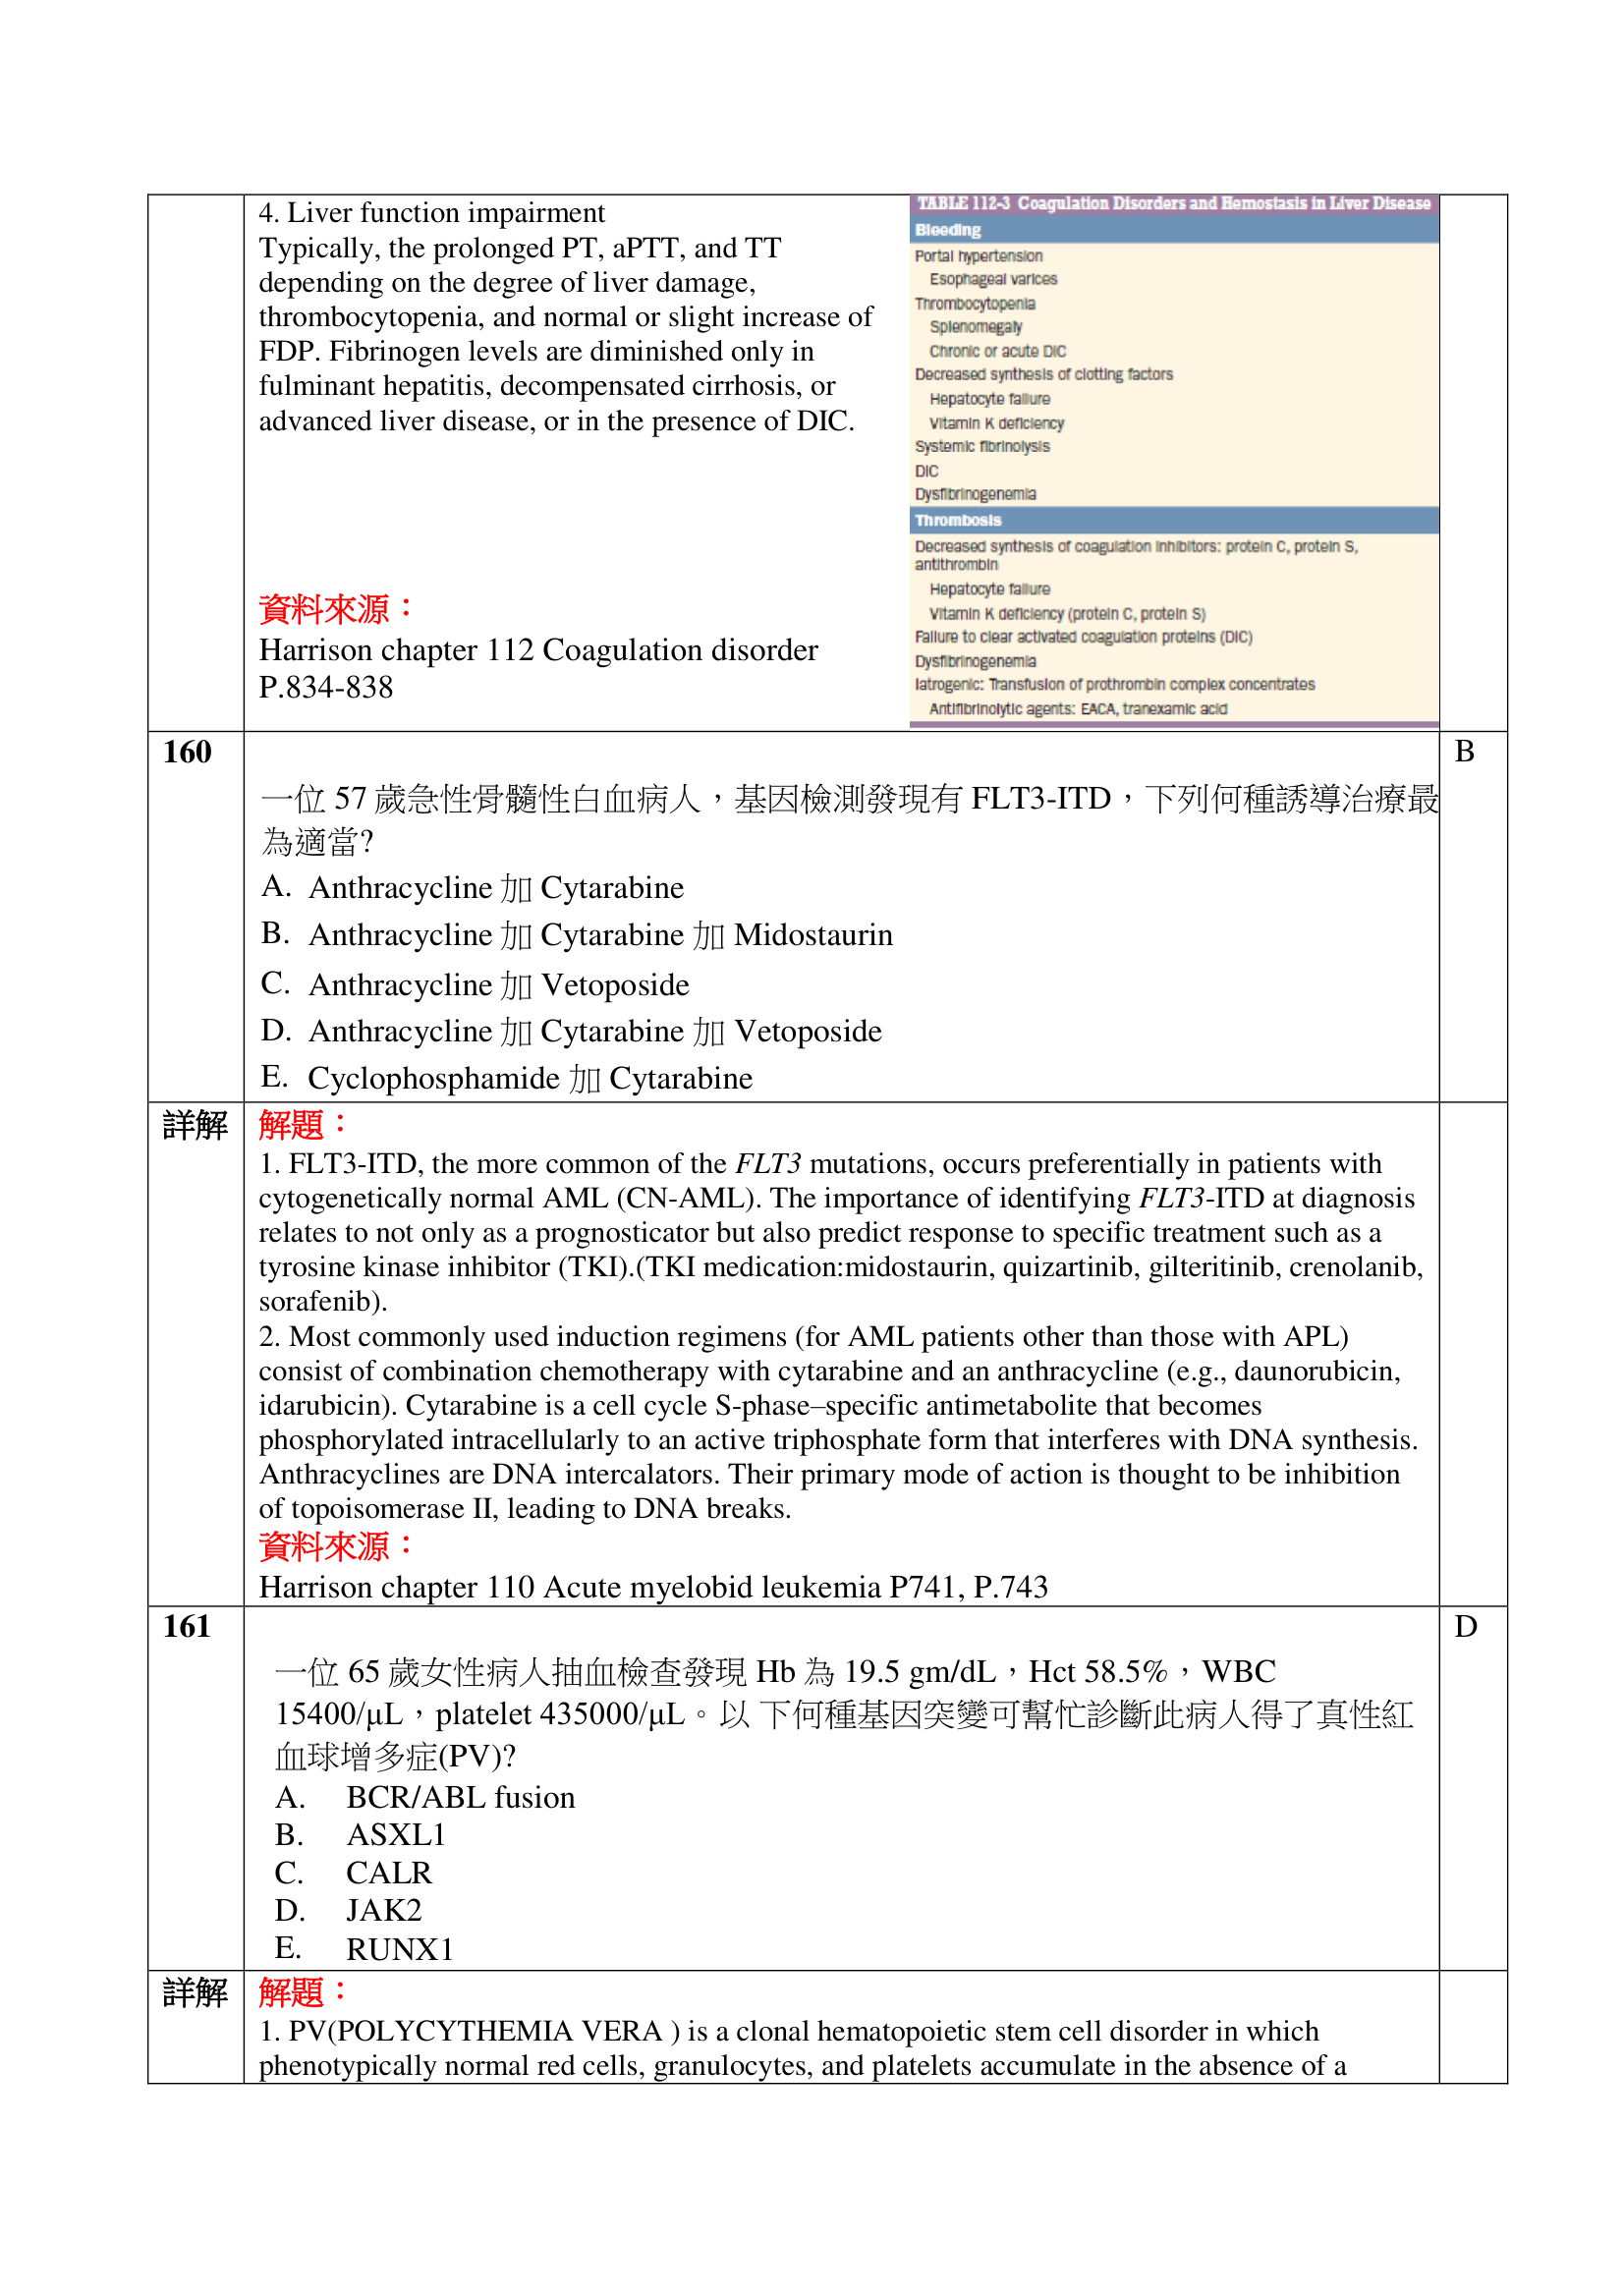 4. Liver function impairment
Typically, the prolonged PT, aPTT, and TT
depending on the degree of liver damage,
thrombocytopenia, and normal or slight increase of
FDP. Fibrinogen levels are diminished only in
fulminant hepatitis, decompensated cirrhosis, or
advanced liver disease, or in the presence of DIC.
資料來源：
Harrison chapter 112 Coagulation disorder
P.834-838
TABLE 112-3 Coagulation Disorders and Hemostasis in Liver Disease
Bleeding
Portal hypertension
Esophageal varices
Thrombocytopenia
Splenomegaly
Chronic or acute DIC
Decreased synthesis of clotting factors
Hepatocyte failure
Vitamin K deficiency
Systemic fibrinolysis
DIC
Dysfibrinogenemia
Thrombosis
Decreased synthesis of coagulation inhibitors: protein C, protein S,
antithrombin
Hepatocyte failure
Vitamin K deficiency (protein C, protein S)
Failure to clear activated coagulation proteins (DIC)
Dysfibrinogenemia
Iatrogenic: Transfusion of prothrombin complex concentrates
Antifibrinolytic agents: EACA, tranexamic acid
160
B
一位 57 歲急性骨髓性白血病人，基因檢測發現有 FLT3-ITD，下列何種誘導治療最
為適當?
A. Anthracycline 加 Cytarabine
B. Anthracycline 加 Cytarabine 加 Midostaurin
C. Anthracycline 加 Vetoposide
D. Anthracycline 加 Cytarabine 加 Vetoposide
E. Cyclophosphamide 加 Cytarabine
詳解
解題：
1. FLT3-ITD, the more common of the FLT3 mutations, occurs preferentially in patients with
cytogenetically normal AML (CN-AML). The importance of identifying FLT3-ITD at diagnosis
relates to not only as a prognosticator but also predict response to specific treatment such as a
tyrosine kinase inhibitor (TKI).(TKI medication:midostaurin, quizartinib, gilteritinib, crenolanib,
sorafenib).
2. Most commonly used induction regimens (for AML patients other than those with APL)
consist of combination chemotherapy with cytarabine and an anthracycline (e.g., daunorubicin,
idarubicin). Cytarabine is a cell cycle S-phase–specific antimetabolite that becomes
phosphorylated intracellularly to an active triphosphate form that interferes with DNA synthesis.
Anthracyclines are DNA intercalators. Their primary mode of action is thought to be inhibition
of topoisomerase II, leading to DNA breaks.
資料來源：
Harrison chapter 110 Acute myelobid leukemia P741, P.743
161
D
一位 65 歲女性病人抽血檢查發現 Hb 為 19.5 gm/dL，Hct 58.5%，WBC
15400/μL，platelet 435000/μL。以 下何種基因突變可幫忙診斷此病人得了真性紅
血球增多症(PV)?
A. BCR/ABL fusion
B. ASXL1
C. CALR
D. JAK2
E. RUNX1
詳解
解題：
1. PV(POLYCYTHEMIA VERA ) is a clonal hematopoietic stem cell disorder in which
phenotypically normal red cells, granulocytes, and platelets accumulate in the absence of a